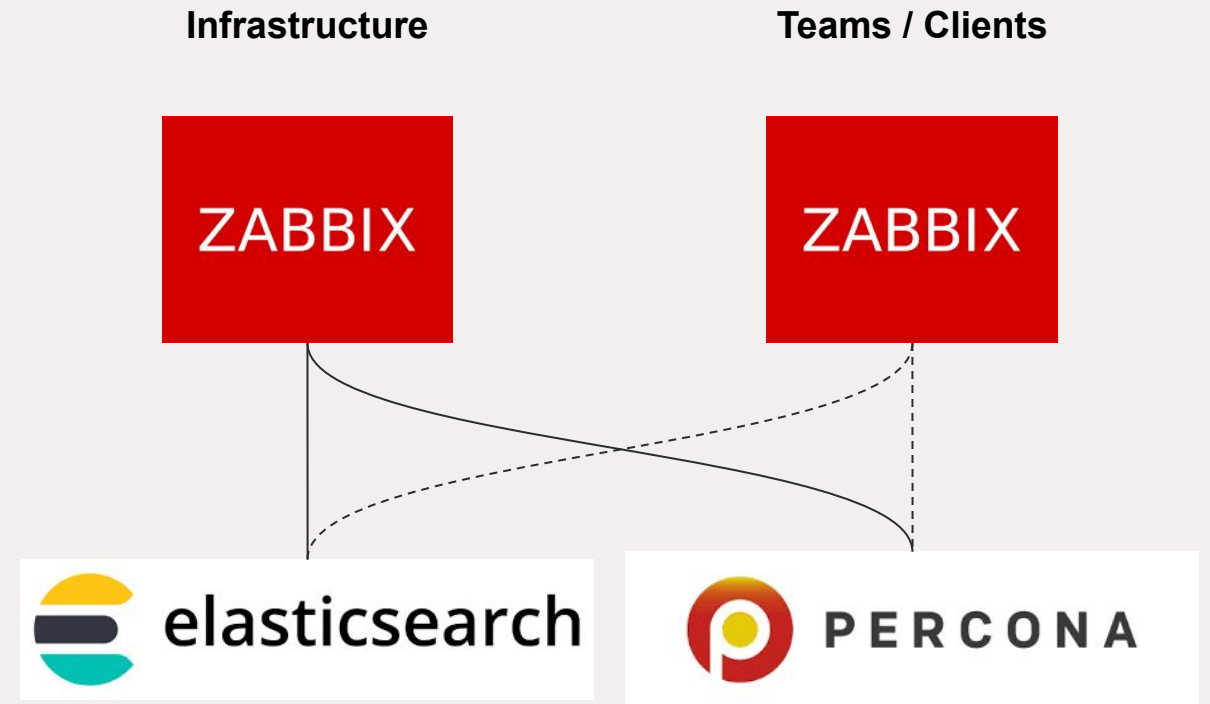 Infrastructure
Teams / Clients
ZABBIX
ZABBIX
elasticsearch
PERCONA